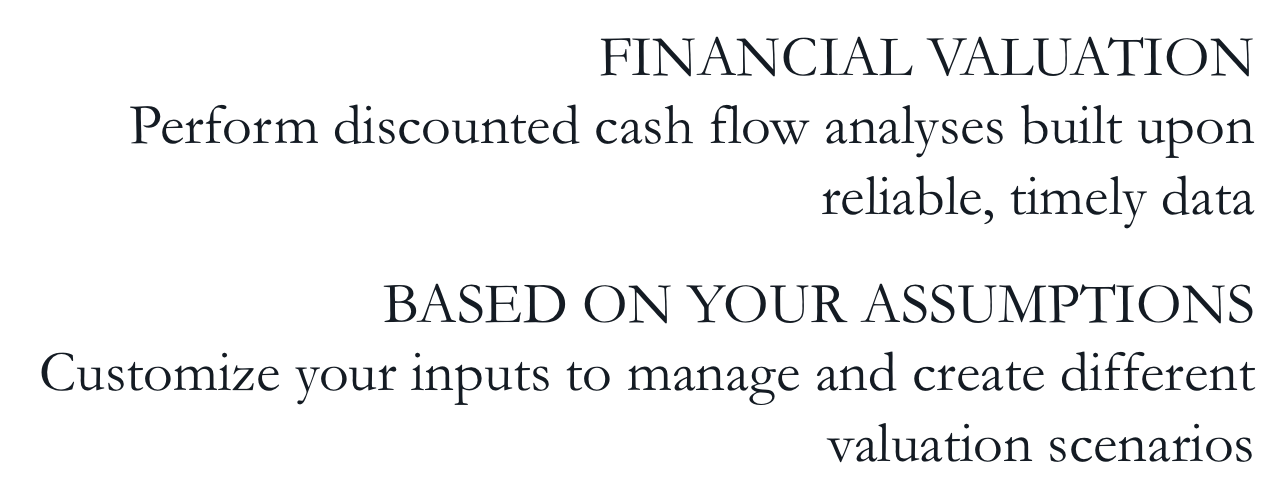 FINANCIAL VALUATION
Perform discounted cash flow analyses built upon
reliable, timely data
BASED ON YOUR ASSUMPTIONS
Customize your inputs to manage and create different
valuation scenarios